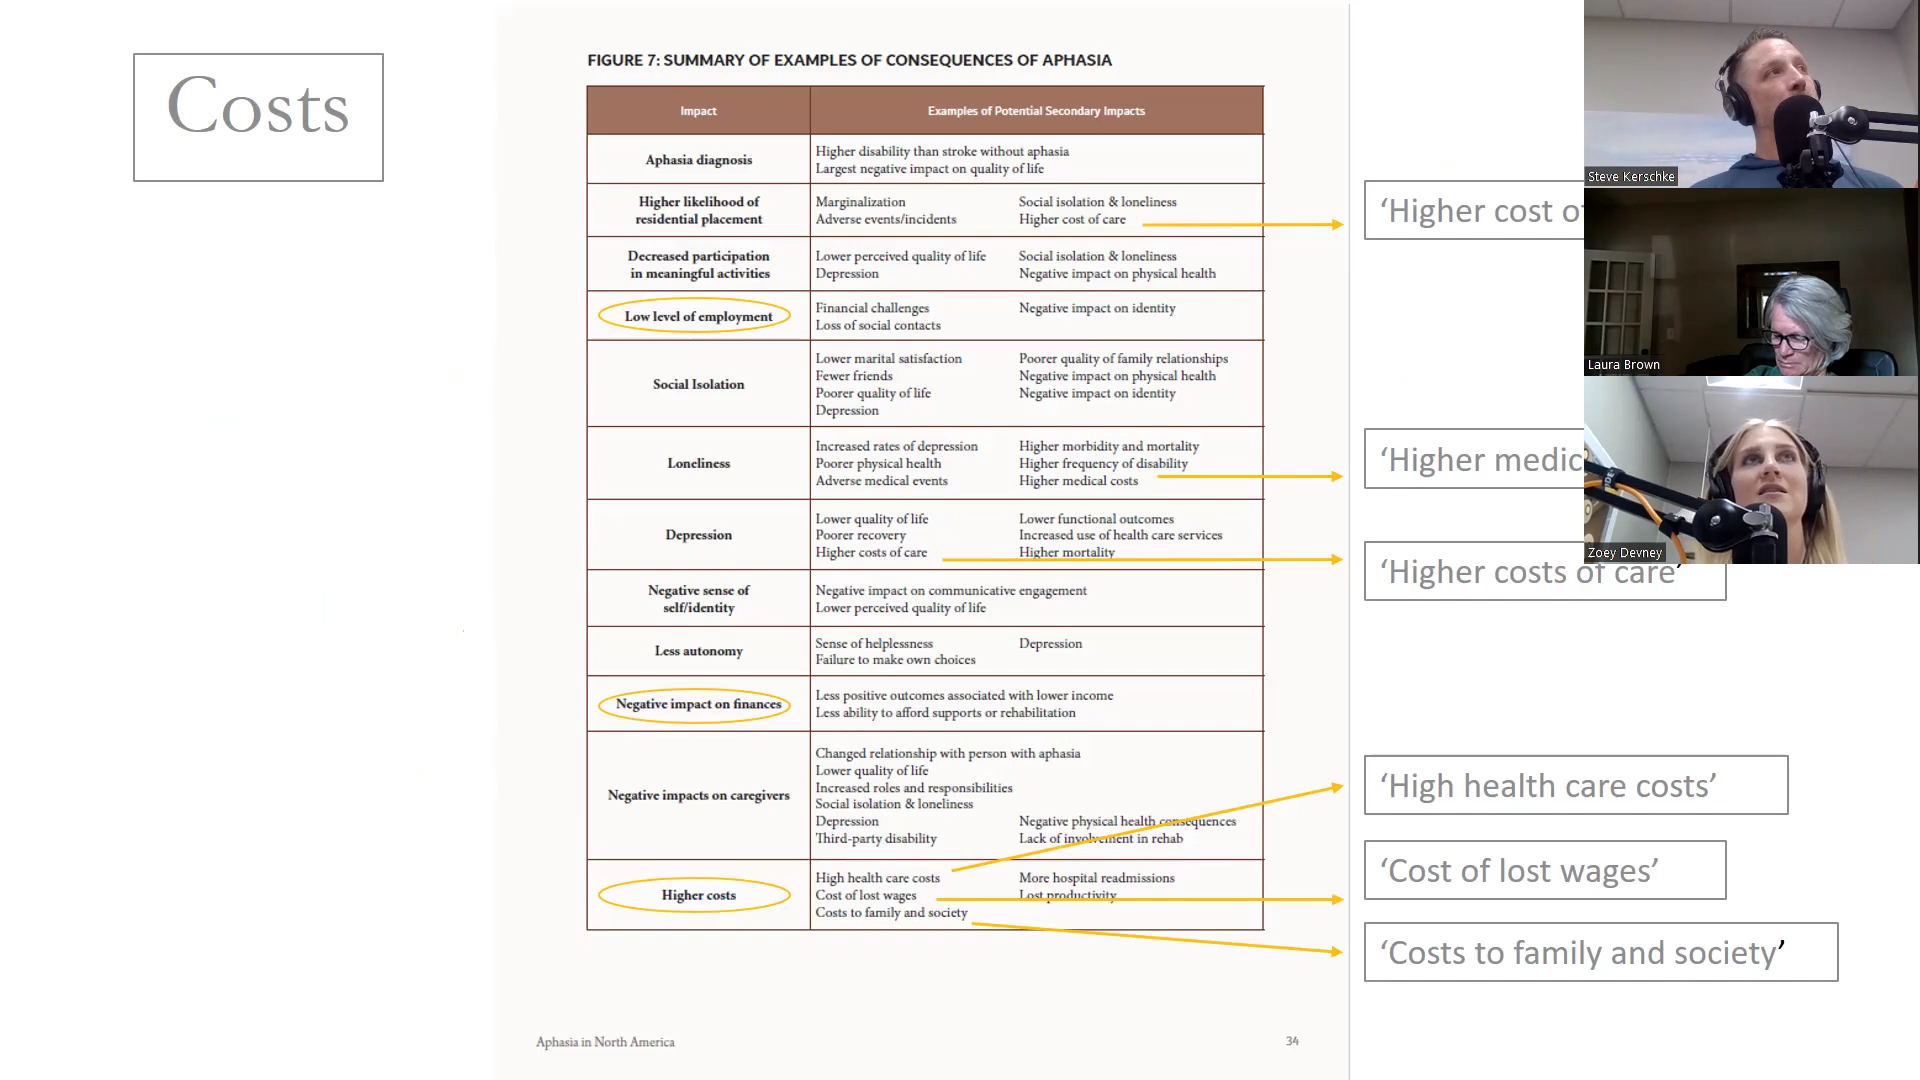 Costs
FIGURE 7: SUMMARY OF EXAMPLES OF CONSEQUENCES OF APHASIA
Impact
Examples of Potential Secondary Impacts
Aphasia diagnosis
Higher disability than stroke without aphasia
Largest negative impact on quality of life
Higher likelihood of
residential placement
Marginalization
Adverse events/incidents
Social isolation & loneliness
Higher cost of care
Decreased participation
in meaningful activities
Lower perceived quality of life
Depression
Social isolation & loneliness
Negative impact on physical health
Low level of employment
Financial challenges
Loss of social contacts
Negative impact on identity
Social Isolation
Lower marital satisfaction
Fewer friends
Poorer quality of life
Depression
Poorer quality of family relationships
Negative impact on physical health
Negative impact on identity
Loneliness
Increased rates of depression
Poorer physical health
Adverse medical events
Higher morbidity and mortality
Higher frequency of disability
Higher medical costs
Depression
Lower quality of life
Poorer recovery
Higher costs of care
Lower functional outcomes
Increased use of health care services
Higher mortality
Negative sense of
self/identity
Negative impact on communicative engagement
Lower perceived quality of life
Less autonomy
Sense of helplessness
Failure to make own choices
Depression
Negative impact on finances
Less positive outcomes associated with lower income
Less ability to afford supports or rehabilitation
Negative impacts on caregivers
Changed relationship with person with aphasia
Lower quality of life
Increased roles and responsibilities
Social isolation & loneliness
Depression
Third-party disability
Negative physical health consequences
Lack of involvement in rehab
Higher costs
High health care costs
Cost of lost wages
Costs to family and society
More hospital readmissions
Lost productivity
Aphasia in North America
34
‘Higher cost of
‘Higher medic
‘Higher costs of care’
‘High health care costs’
‘Cost of lost wages’
‘Costs to family and society’
Steve Kerschke
Laura Brown
Zoey Devney